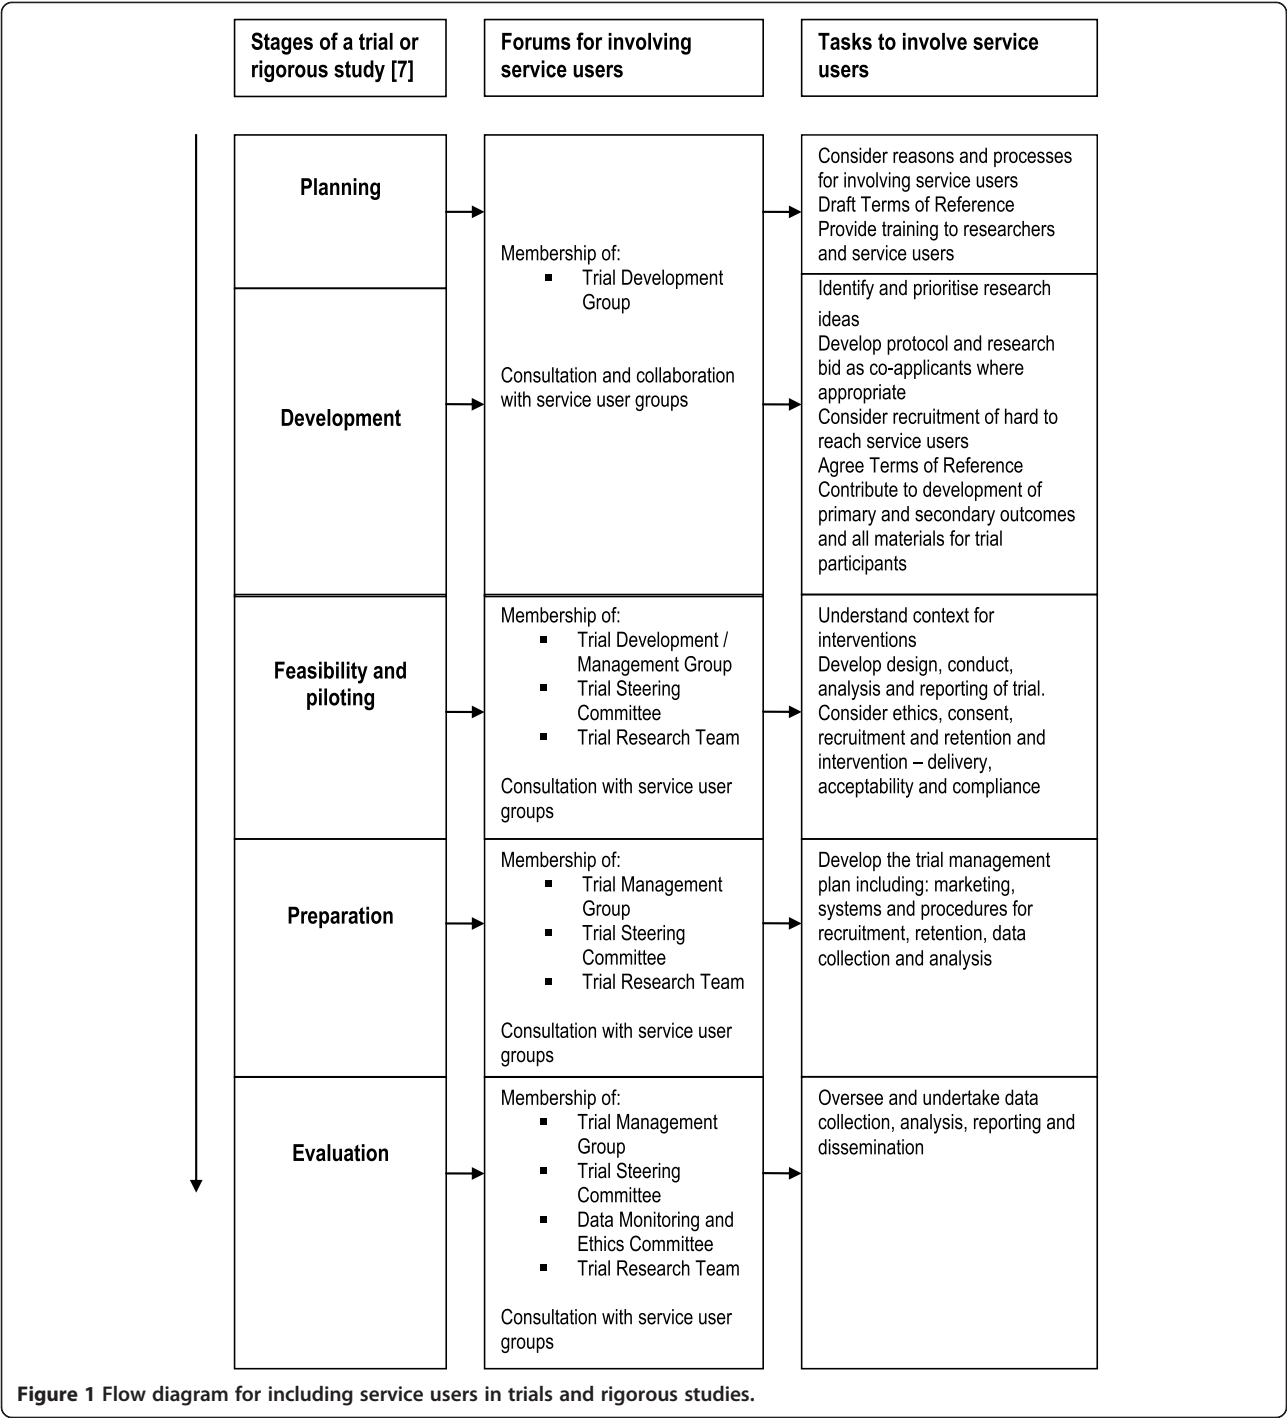 Stages of a trial or
rigorous study [7]
Forums for involving
service users
Tasks to involve service
users
Planning
Development
Membership of:
▪ Trial Development
Group
Consultation and collaboration
with service user groups
Consider reasons and processes
for involving service users
Draft Terms of Reference
Provide training to researchers
and service users
Identify and prioritise research
ideas
Develop protocol and research
bid as co-applicants where
appropriate
Consider recruitment of hard to
reach service users
Agree Terms of Reference
Contribute to development of
primary and secondary outcomes
and all materials for trial
participants
Feasibility and
piloting
Membership of:
▪ Trial Development /
Management Group
▪ Trial Steering
Committee
▪ Trial Research Team
Consultation with service user
groups
Understand context for
interventions
Develop design, conduct,
analysis and reporting of trial.
Consider ethics, consent,
recruitment and retention and
intervention – delivery,
acceptability and compliance
Preparation
Membership of:
▪ Trial Management
Group
▪ Trial Steering
Committee
▪ Trial Research Team
Consultation with service user
groups
Develop the trial management
plan including: marketing,
systems and procedures for
recruitment, retention, data
collection and analysis
Evaluation
Membership of:
▪ Trial Management
Group
▪ Trial Steering
Committee
▪ Data Monitoring and
Ethics Committee
▪ Trial Research Team
Consultation with service user
groups
Oversee and undertake data
collection, analysis, reporting and
dissemination
Figure 1 Flow diagram for including service users in trials and rigorous studies.